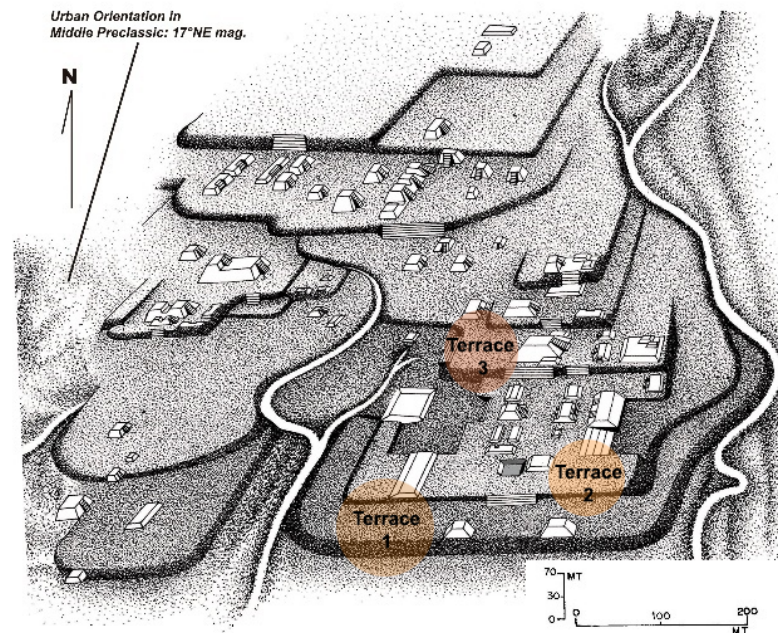 Urban Orientation in
Middle Preclassic: 17°NE mag.
N
Terrace
3
Terrace
2
Terrace
1
70
MT
30
0
0
100
200
MT